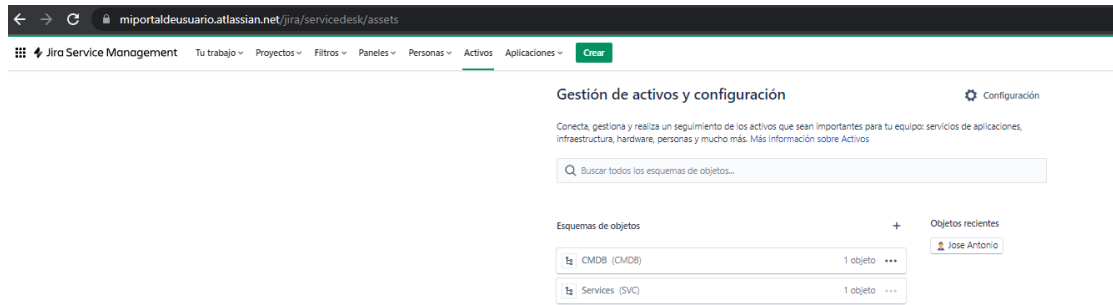 miportaldeusuario.atlassian.net/jira/servicedesk/assets
Jira Service Management Tu trabajo Proyectos Filtros Paneles Personas Activos Aplicaciones Crear
Gestión de activos y configuración Configuración
Conecta, gestiona y realiza un seguimiento de los activos que sean importantes para tu equipo: servicios de aplicaciones,
infraestructura, hardware, personas y mucho más. Más información sobre Activos
Buscar todos los esquemas de objetos...
Esquemas de objetos + Objetos recientes
Jose Antonio
CMDB (CMDB) 1 objeto •••
Services (SVC) 1 objeto •••